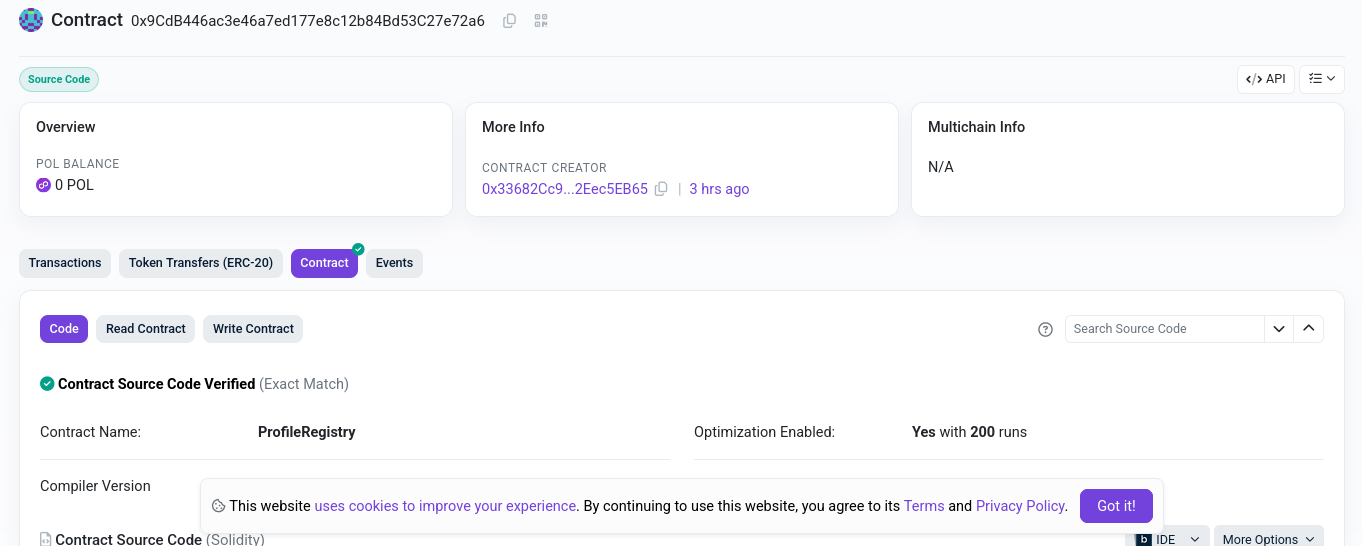 Contract 0x9CdB446ac3e46a7ed177e8c12b84Bd53C27e72a6
Source Code
</> API
Overview
POL BALANCE
0 POL
More Info
CONTRACT CREATOR
0x33682Cc9...2Eec5EB65 | 3 hrs ago
Multichain Info
N/A
Transactions Token Transfers (ERC-20) Contract Events
Code Read Contract Write Contract Search Source Code
Contract Source Code Verified (Exact Match)
Contract Name: ProfileRegistry
Optimization Enabled: Yes with 200 runs
Compiler Version
This website uses cookies to improve your experience. By continuing to use this website, you agree to its Terms and Privacy Policy. Got it!
Contract Source Code (Solidity) b IDE More Options